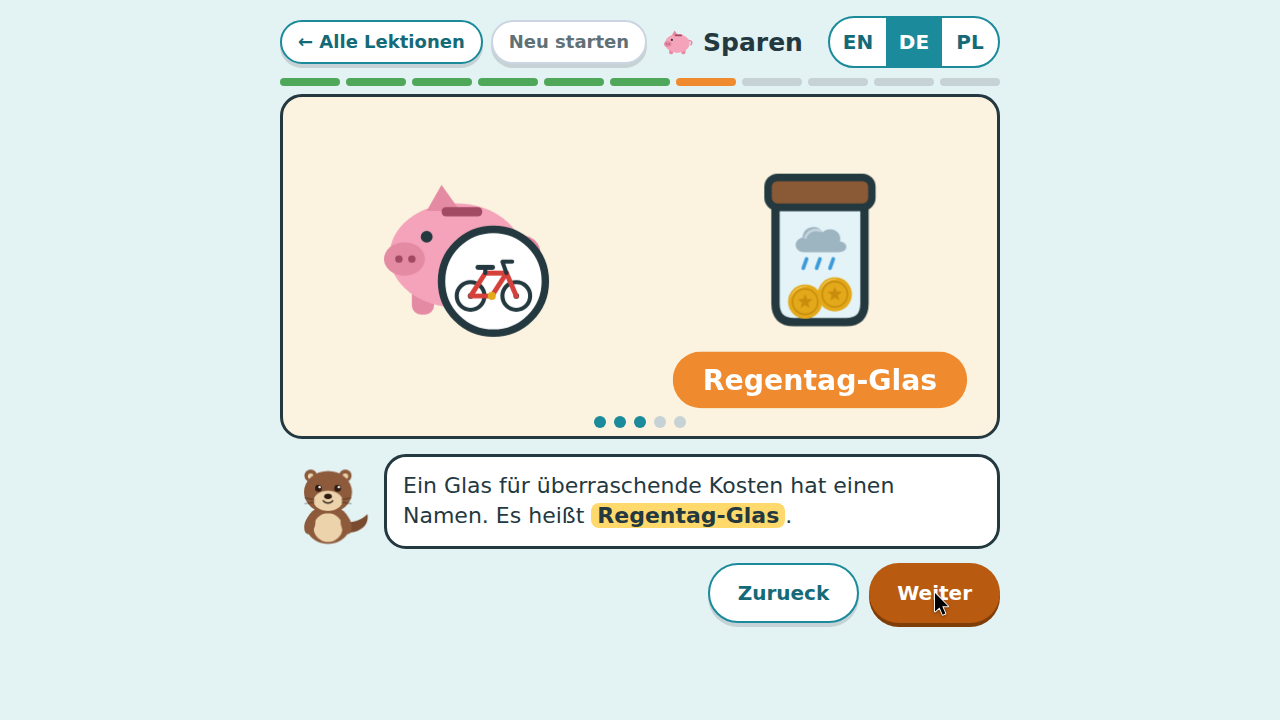 ← Alle Lektionen
Neu starten
Sparen
EN
DE
PL
Regentag-Glas
Ein Glas für überraschende Kosten hat einen
Namen. Es heißt Regentag-Glas.
Zurueck
Weiter